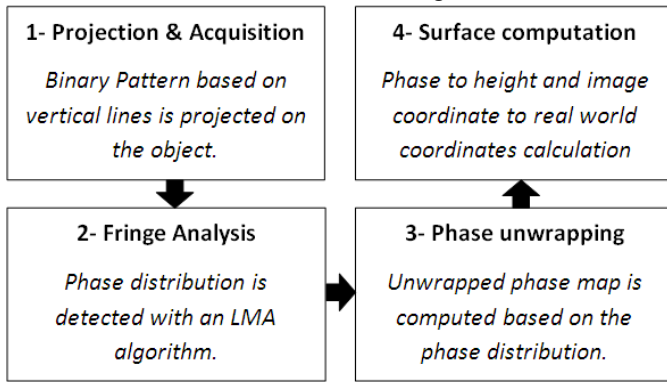 1- Projection & Acquisition
Binary Pattern based on
vertical lines is projected on
the object.
2- Fringe Analysis
Phase distribution is
detected with an LMA
algorithm.
3- Phase unwrapping
Unwrapped phase map is
computed based on the
phase distribution.
4- Surface computation
Phase to height and image
coordinate to real world
coordinates calculation